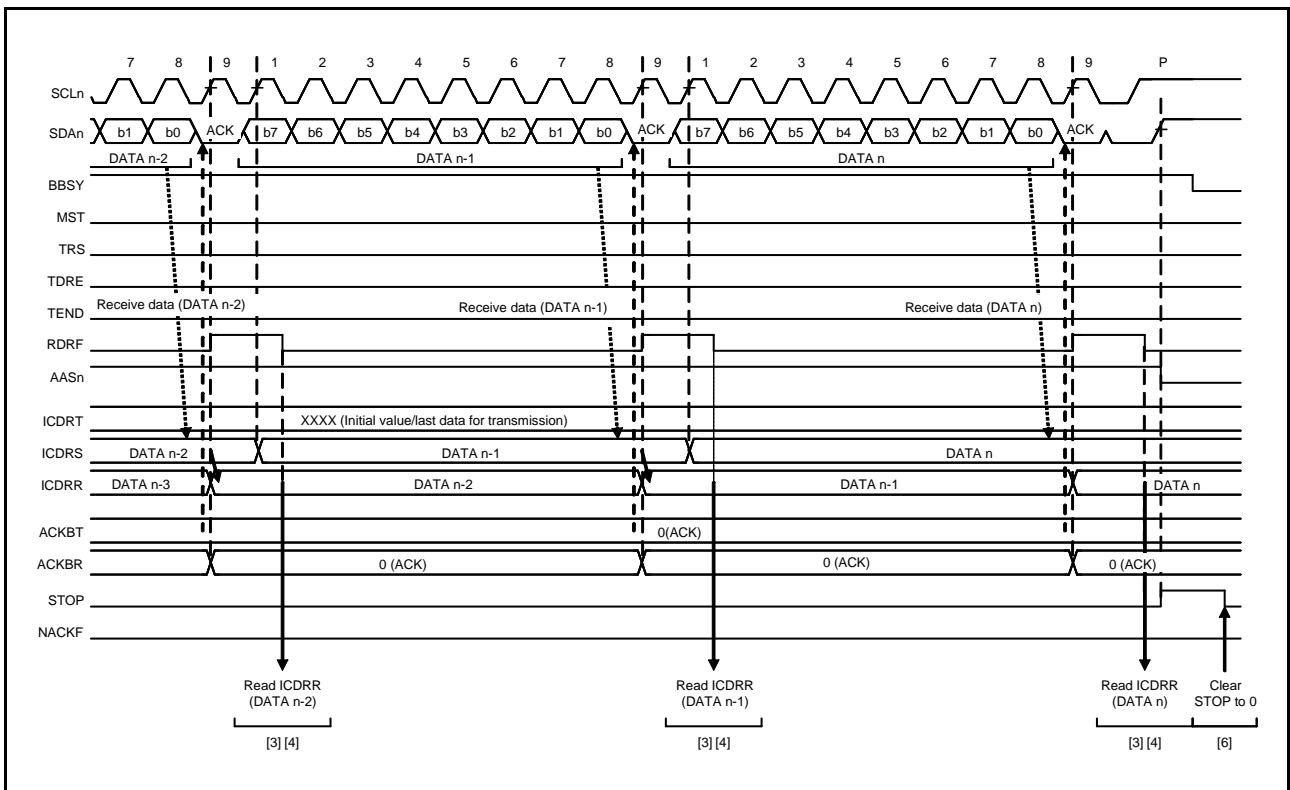 7 8 9 1 2 3 4 5 6 7 8 9 1 2 3 4 5 6 7 8 9 P
SCLn
SDAn b1 b0 ACK b7 b6 b5 b4 b3 b2 b1 b0 ACK b7 b6 b5 b4 b3 b2 b1 b0 ACK
DATA n-2 DATA n-1 DATA n
BBSY
MST
TRS
TDRE
Receive data (DATA n-2) Receive data (DATA n-1) Receive data (DATA n)
TEND
RDRF
AASn
ICDRT XXXX (Initial value/last data for transmission)
ICDRS DATA n-2 DATA n-1 DATA n
ICDRR DATA n-3 DATA n-2 DATA n-1 DATA n
ACKBT 0(ACK)
ACKBR 0 (ACK) 0 (ACK) 0 (ACK)
STOP
NACKF
Read ICDRR Read ICDRR Read ICDRR Clear
(DATA n-2) (DATA n-1) (DATA n) STOP to 0
[3] [4] [3] [4] [3] [4] [6]